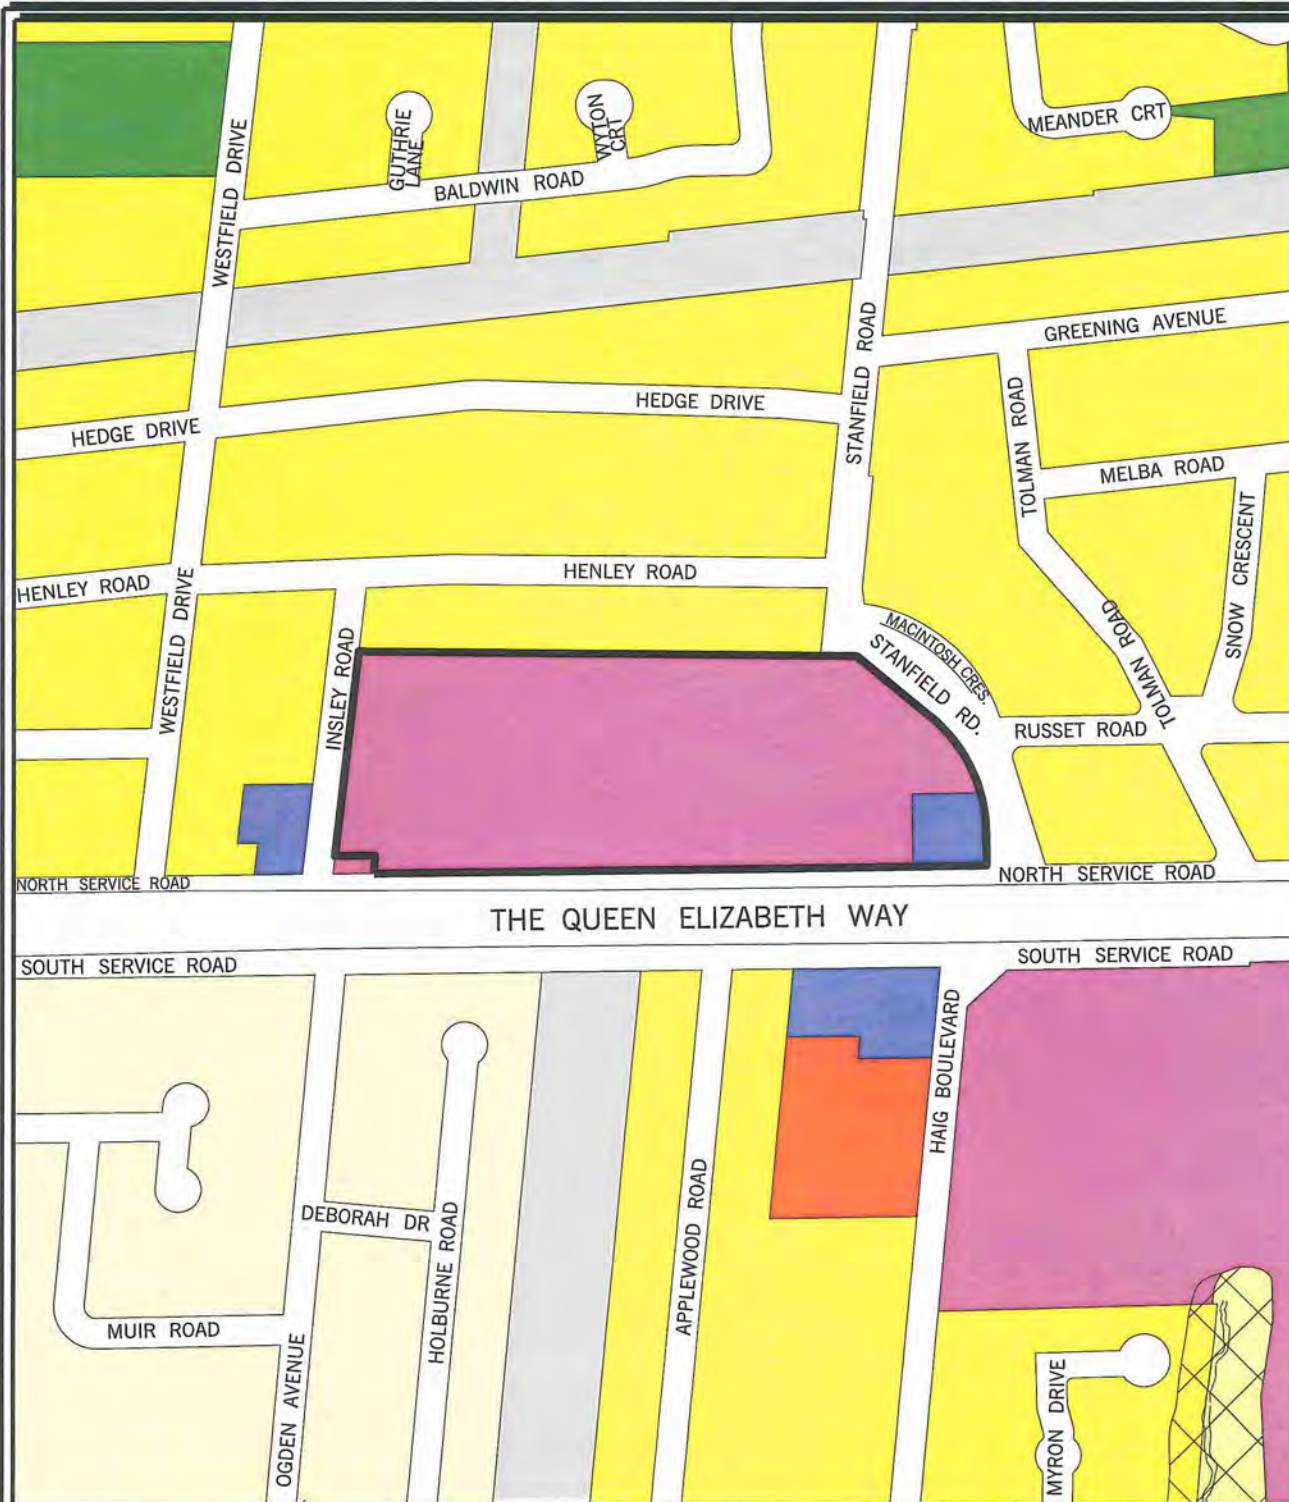 WESTFIELD DRIVE
GUTHRIE
LANE
WYTON
CRT
BALDWIN ROAD
MEANDER CRT
STANFIELD ROAD
GREENING AVENUE
HEDGE DRIVE
HEDGE DRIVE
TOLMAN ROAD
MELBA ROAD
SNOW CRESCENT
HENLEY ROAD
HENLEY ROAD
WESTFIELD DRIVE
INSLEY ROAD
MACINTOSH CRES.
STANFIELD RD.
TOLMAN ROAD
TOLMAN ROAD
RUSSET ROAD
NORTH SERVICE ROAD
NORTH SERVICE ROAD
THE QUEEN ELIZABETH WAY
SOUTH SERVICE ROAD
SOUTH SERVICE ROAD
HAIG BOULEVARD
DEBORAH DR
HOLBURNE ROAD
APPLEWOOD ROAD
MUIR ROAD
OGDEN AVENUE
MYRON DRIVE